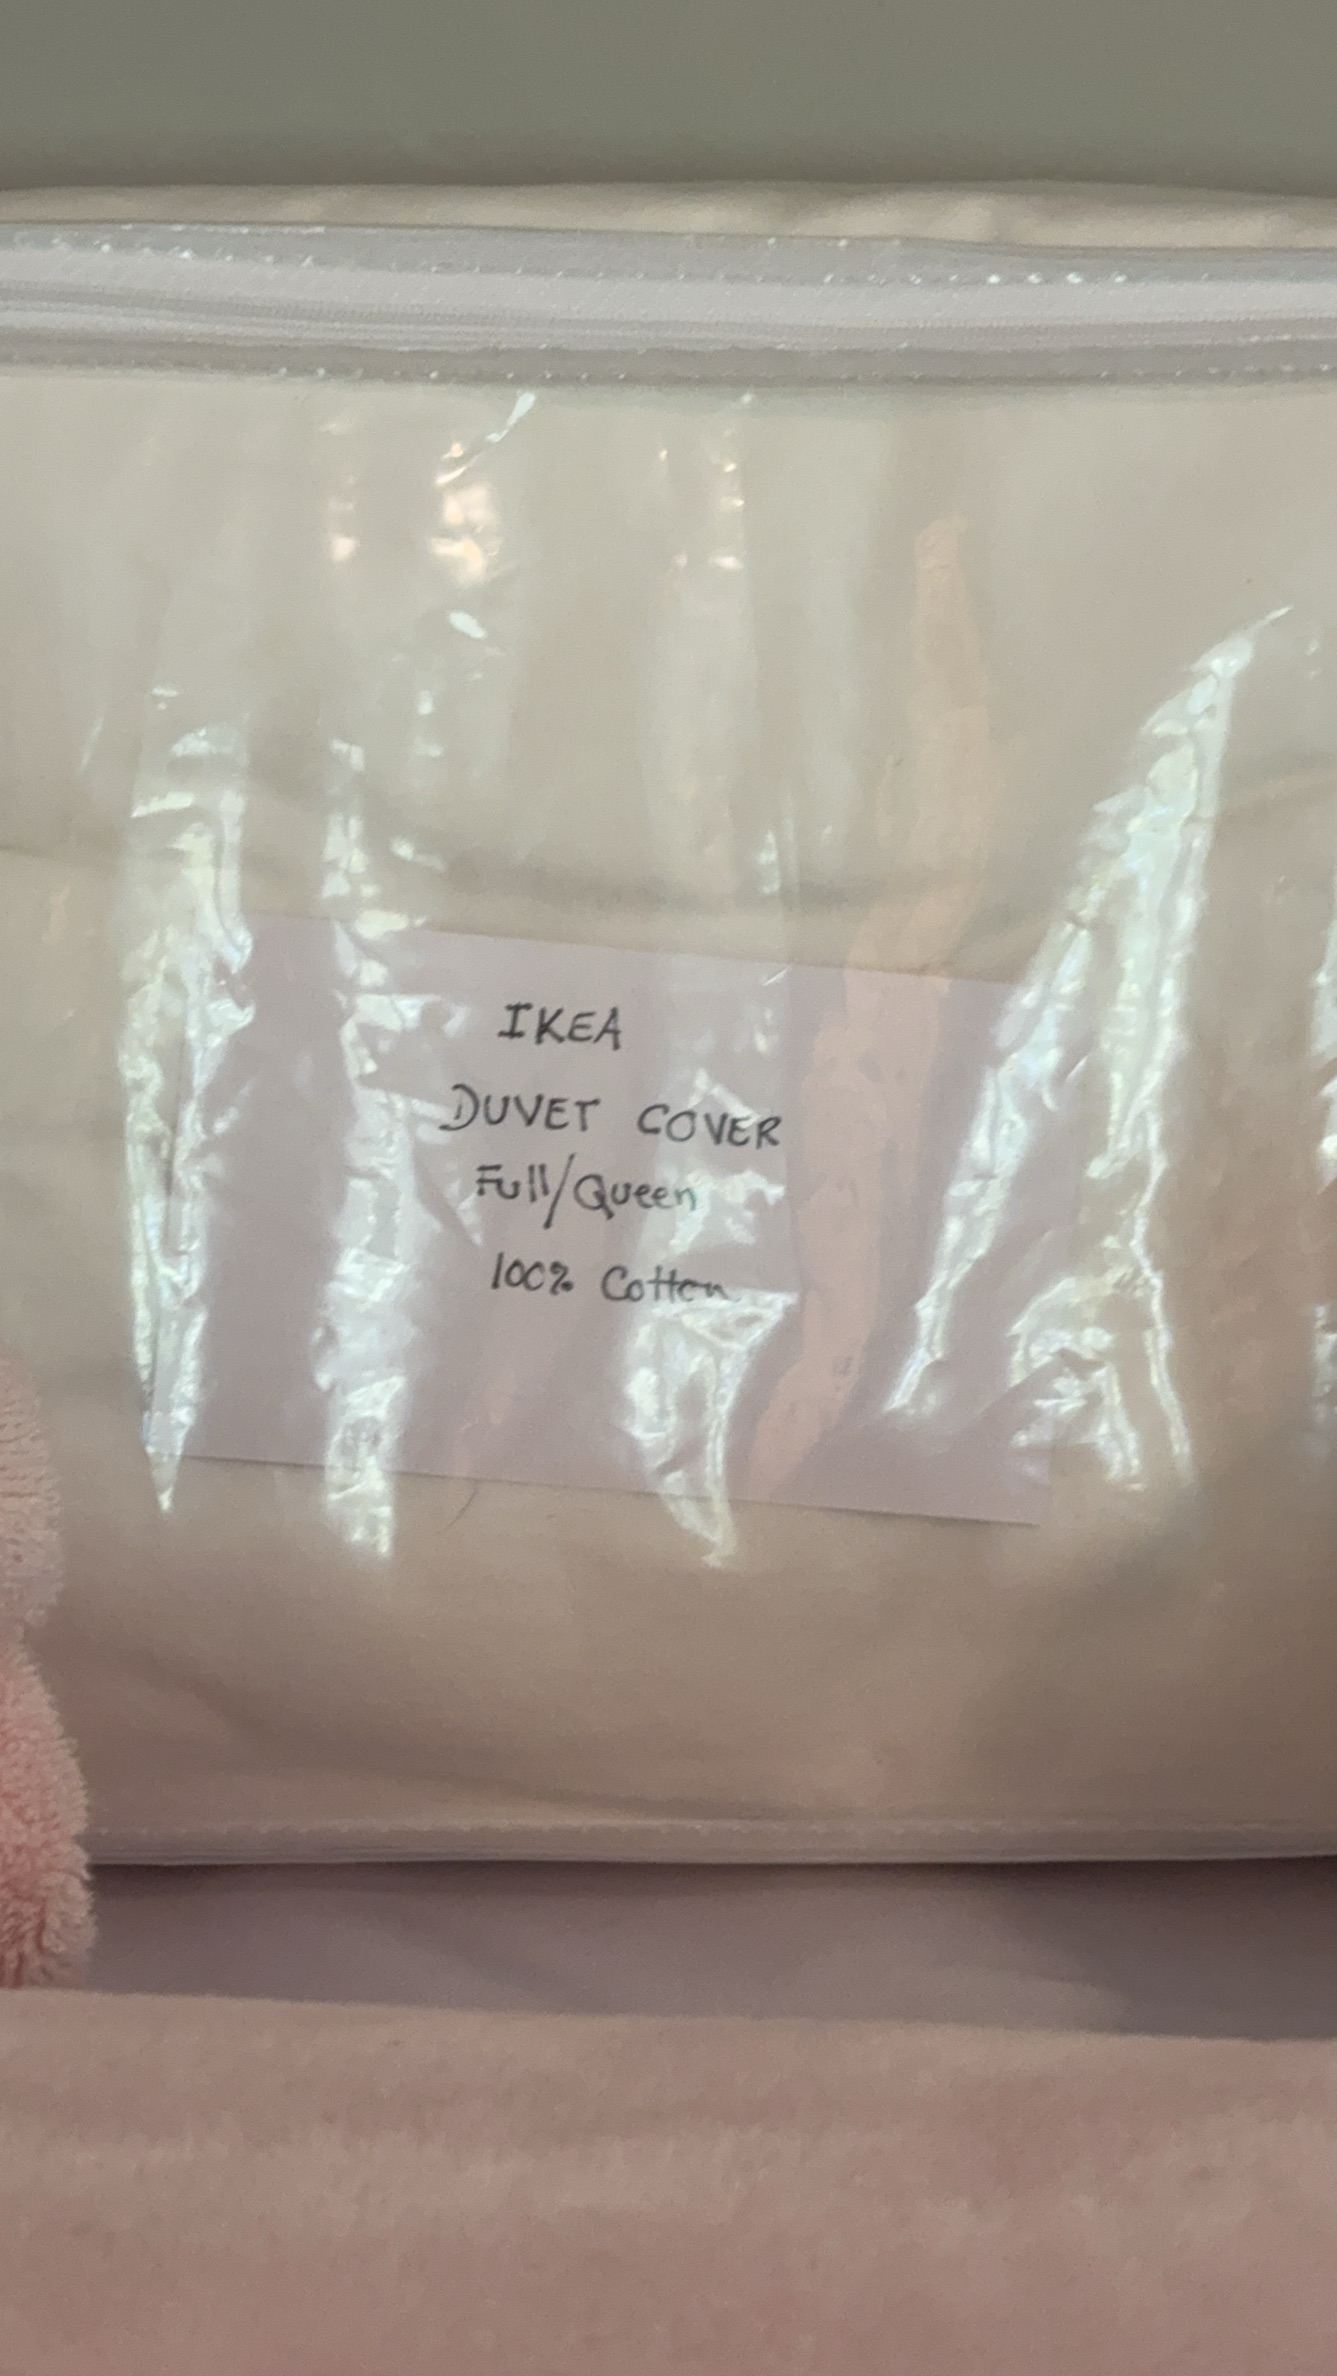 IKEA
DUVET COVER
Full/Queen
100% Cotton